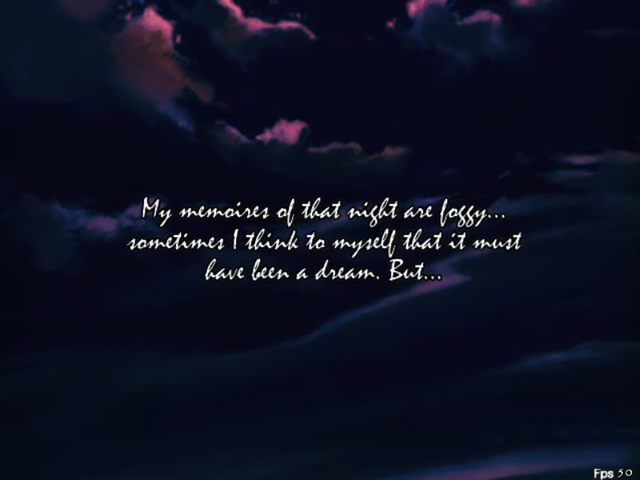 My memoires of that night are foggy...
sometimes I think to myself that it must
have been a dream. But...
Fps 50